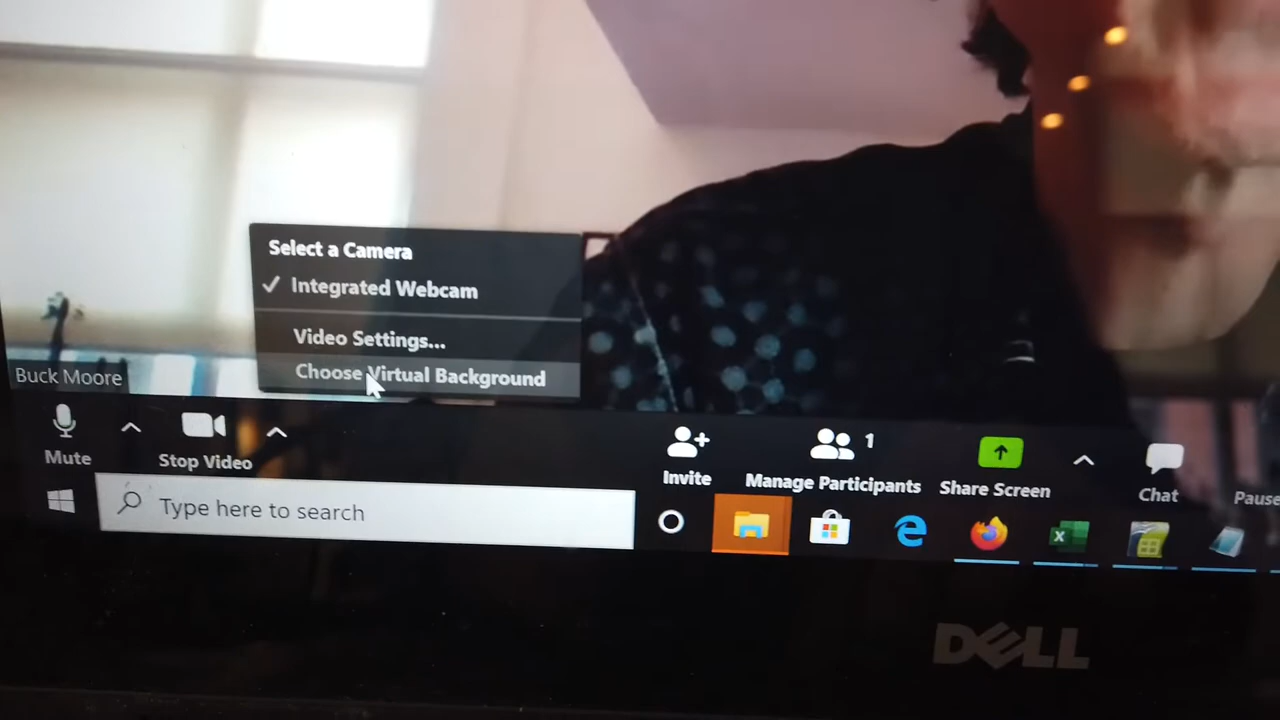 Select a Camera
Integrated Webcam
Video Settings...
Choose Virtual Background
Buck Moore
Mute
Stop Video
Invite
1
Manage Participants
Share Screen
Chat
Pause
Type here to search
DELL